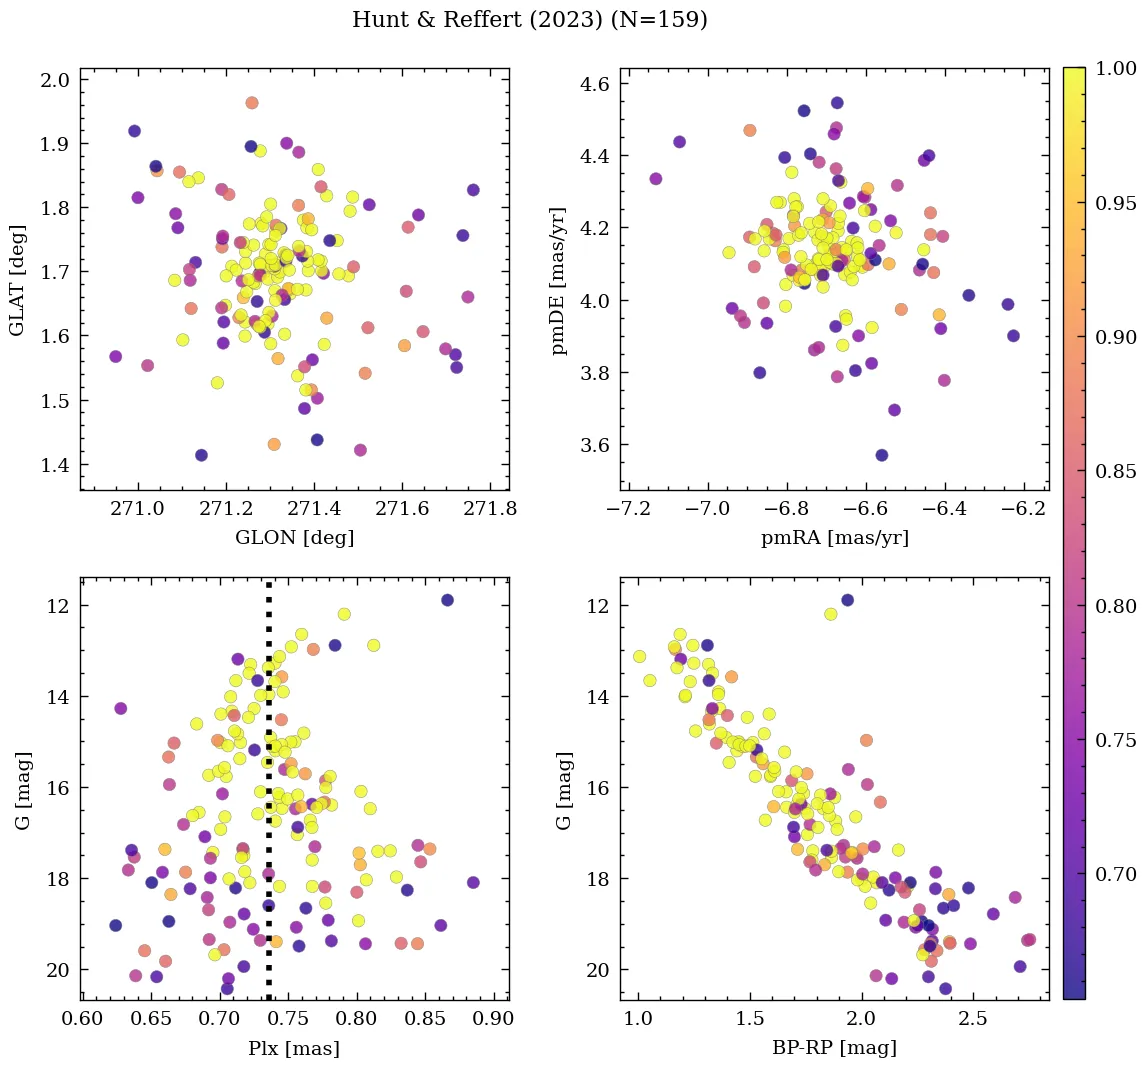 Hunt & Reffert (2023) (N=159)
2.0
1.9
1.8
1.7
1.6
1.5
1.4
GLAT [deg]
271.0 271.2 271.4 271.6 271.8
GLON [deg]
4.6
4.4
4.2
4.0
3.8
3.6
pmDE [mas/yr]
−7.2 −7.0 −6.8 −6.6 −6.4 −6.2
pmRA [mas/yr]
1.00
0.95
0.90
0.85
0.80
0.75
0.70
12
14
16
18
20
G [mag]
0.60 0.65 0.70 0.75 0.80 0.85 0.90
Plx [mas]
12
14
16
18
20
G [mag]
1.0 1.5 2.0 2.5
BP-RP [mag]